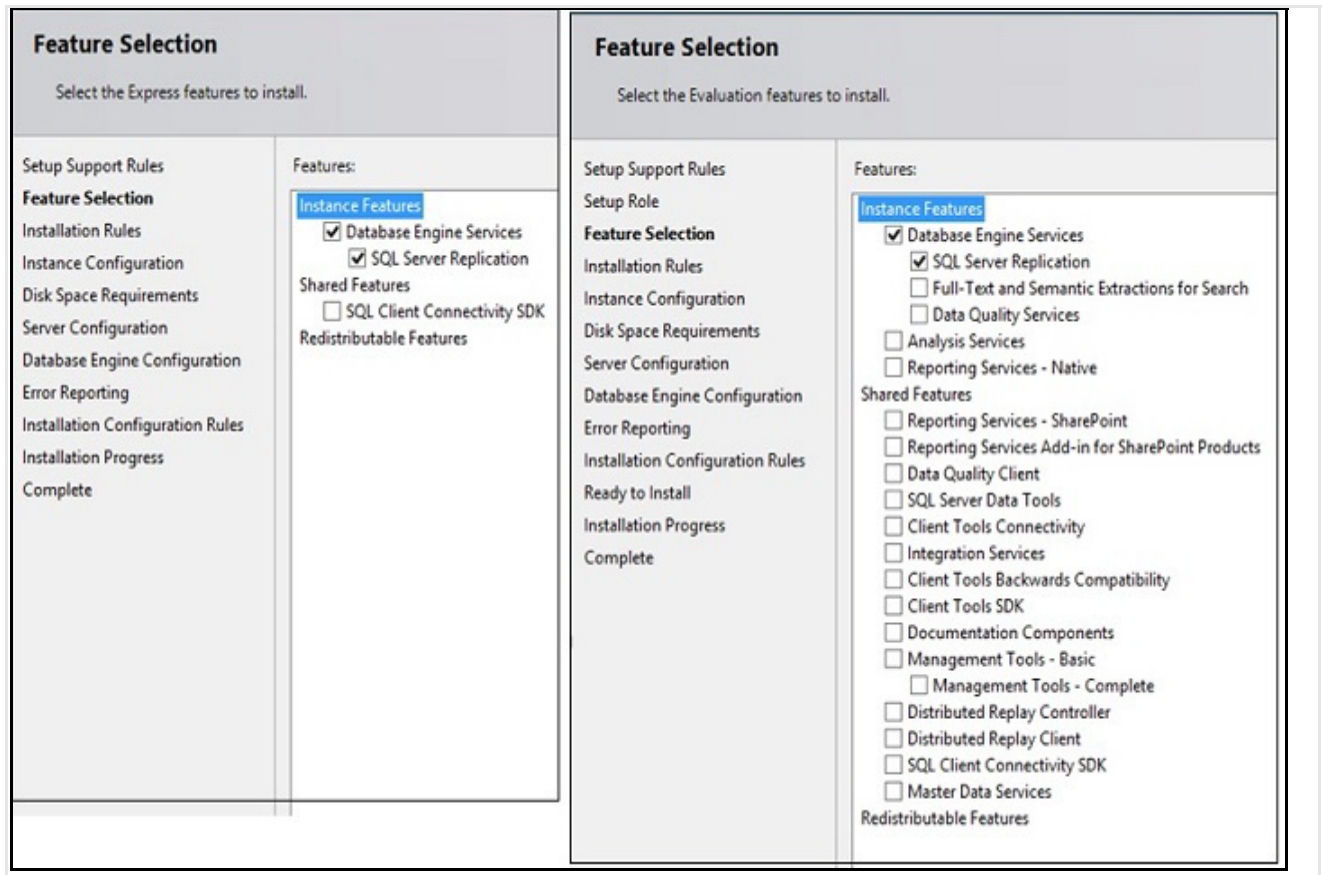 Feature Selection
Select the Express features to install.
Setup Support Rules
Feature Selection
Installation Rules
Instance Configuration
Disk Space Requirements
Server Configuration
Database Engine Configuration
Error Reporting
Installation Configuration Rules
Installation Progress
Complete
Features:
Instance Features
Database Engine Services
SQL Server Replication
Shared Features
SQL Client Connectivity SDK
Redistributable Features
Feature Selection
Select the Evaluation features to install.
Setup Support Rules
Setup Role
Feature Selection
Installation Rules
Instance Configuration
Disk Space Requirements
Server Configuration
Database Engine Configuration
Error Reporting
Installation Configuration Rules
Ready to Install
Installation Progress
Complete
Features:
Instance Features
Database Engine Services
SQL Server Replication
Full-Text and Semantic Extractions for Search
Data Quality Services
Analysis Services
Reporting Services - Native
Shared Features
Reporting Services - SharePoint
Reporting Services Add-in for SharePoint Products
Data Quality Client
SQL Server Data Tools
Client Tools Connectivity
Integration Services
Client Tools Backwards Compatibility
Client Tools SDK
Documentation Components
Management Tools - Basic
Management Tools - Complete
Distributed Replay Controller
Distributed Replay Client
SQL Client Connectivity SDK
Master Data Services
Redistributable Features